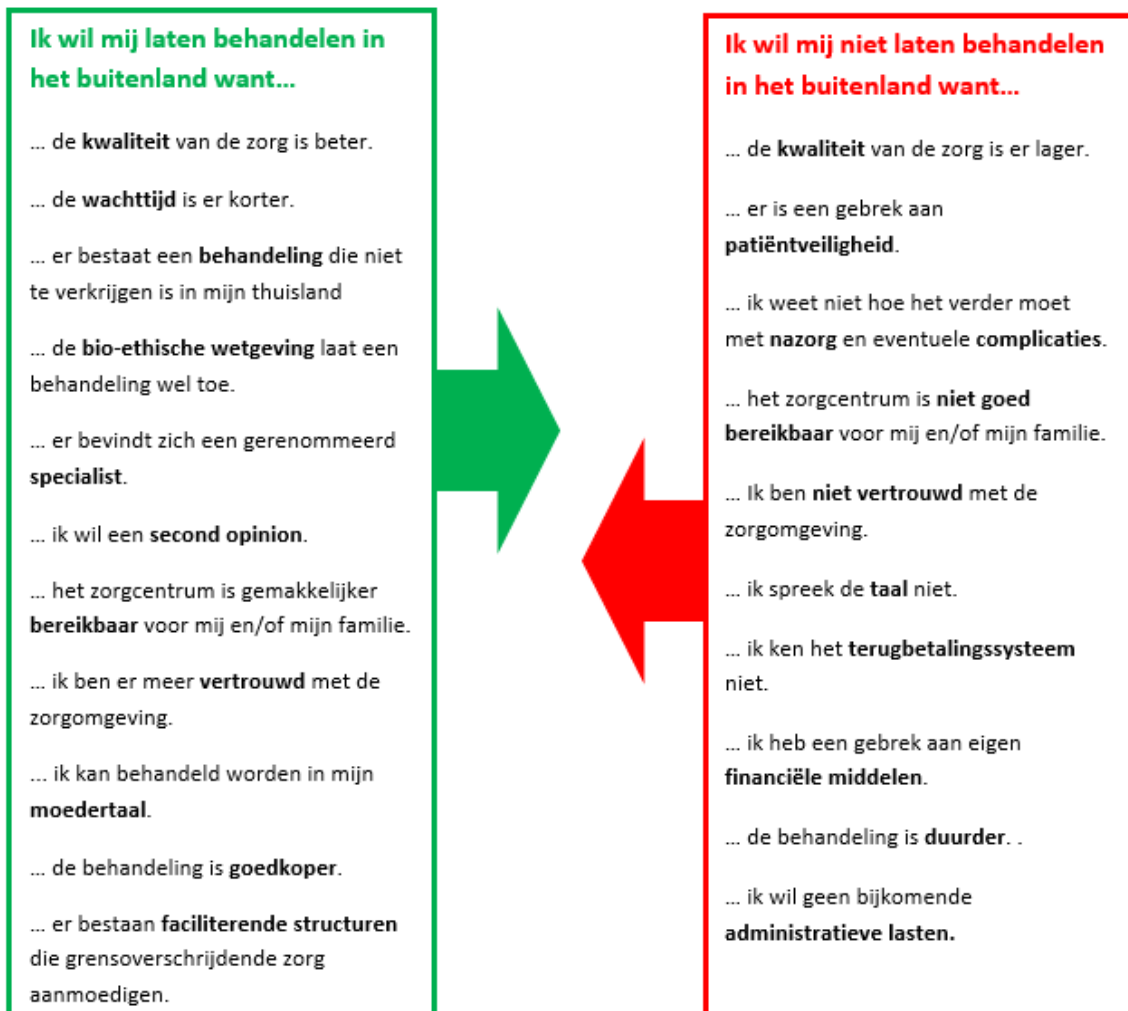 Ik wil mij laten behandelen in
het buitenland want...
... de kwaliteit van de zorg is beter.
... de wachttijd is er korter.
... er bestaat een behandeling die niet
te verkrijgen is in mijn thuisland
... de bio-ethische wetgeving laat een
behandeling wel toe.
... er bevindt zich een gerenommeerd
specialist.
... ik wil een second opinion.
... het zorgcentrum is gemakkelijker
bereikbaar voor mij en/of mijn familie.
... ik ben er meer vertrouwd met de
zorgomgeving.
... ik kan behandeld worden in mijn
moedertaal.
... de behandeling is goedkoper.
... er bestaan faciliterende structuren
die grensoverschrijdende zorg
aanmoedigen.
Ik wil mij niet laten behandelen
in het buitenland want...
... de kwaliteit van de zorg is er lager.
... er is een gebrek aan
patiëntveiligheid.
... ik weet niet hoe het verder moet
met nazorg en eventuele complicaties.
... het zorgcentrum is niet goed
bereikbaar voor mij en/of mijn familie.
... Ik ben niet vertrouwd met de
zorgomgeving.
... ik spreek de taal niet.
... ik ken het terugbetalingssysteem
niet.
... ik heb een gebrek aan eigen
financiële middelen.
... de behandeling is duurder. .
... ik wil geen bijkomende
administratieve lasten.